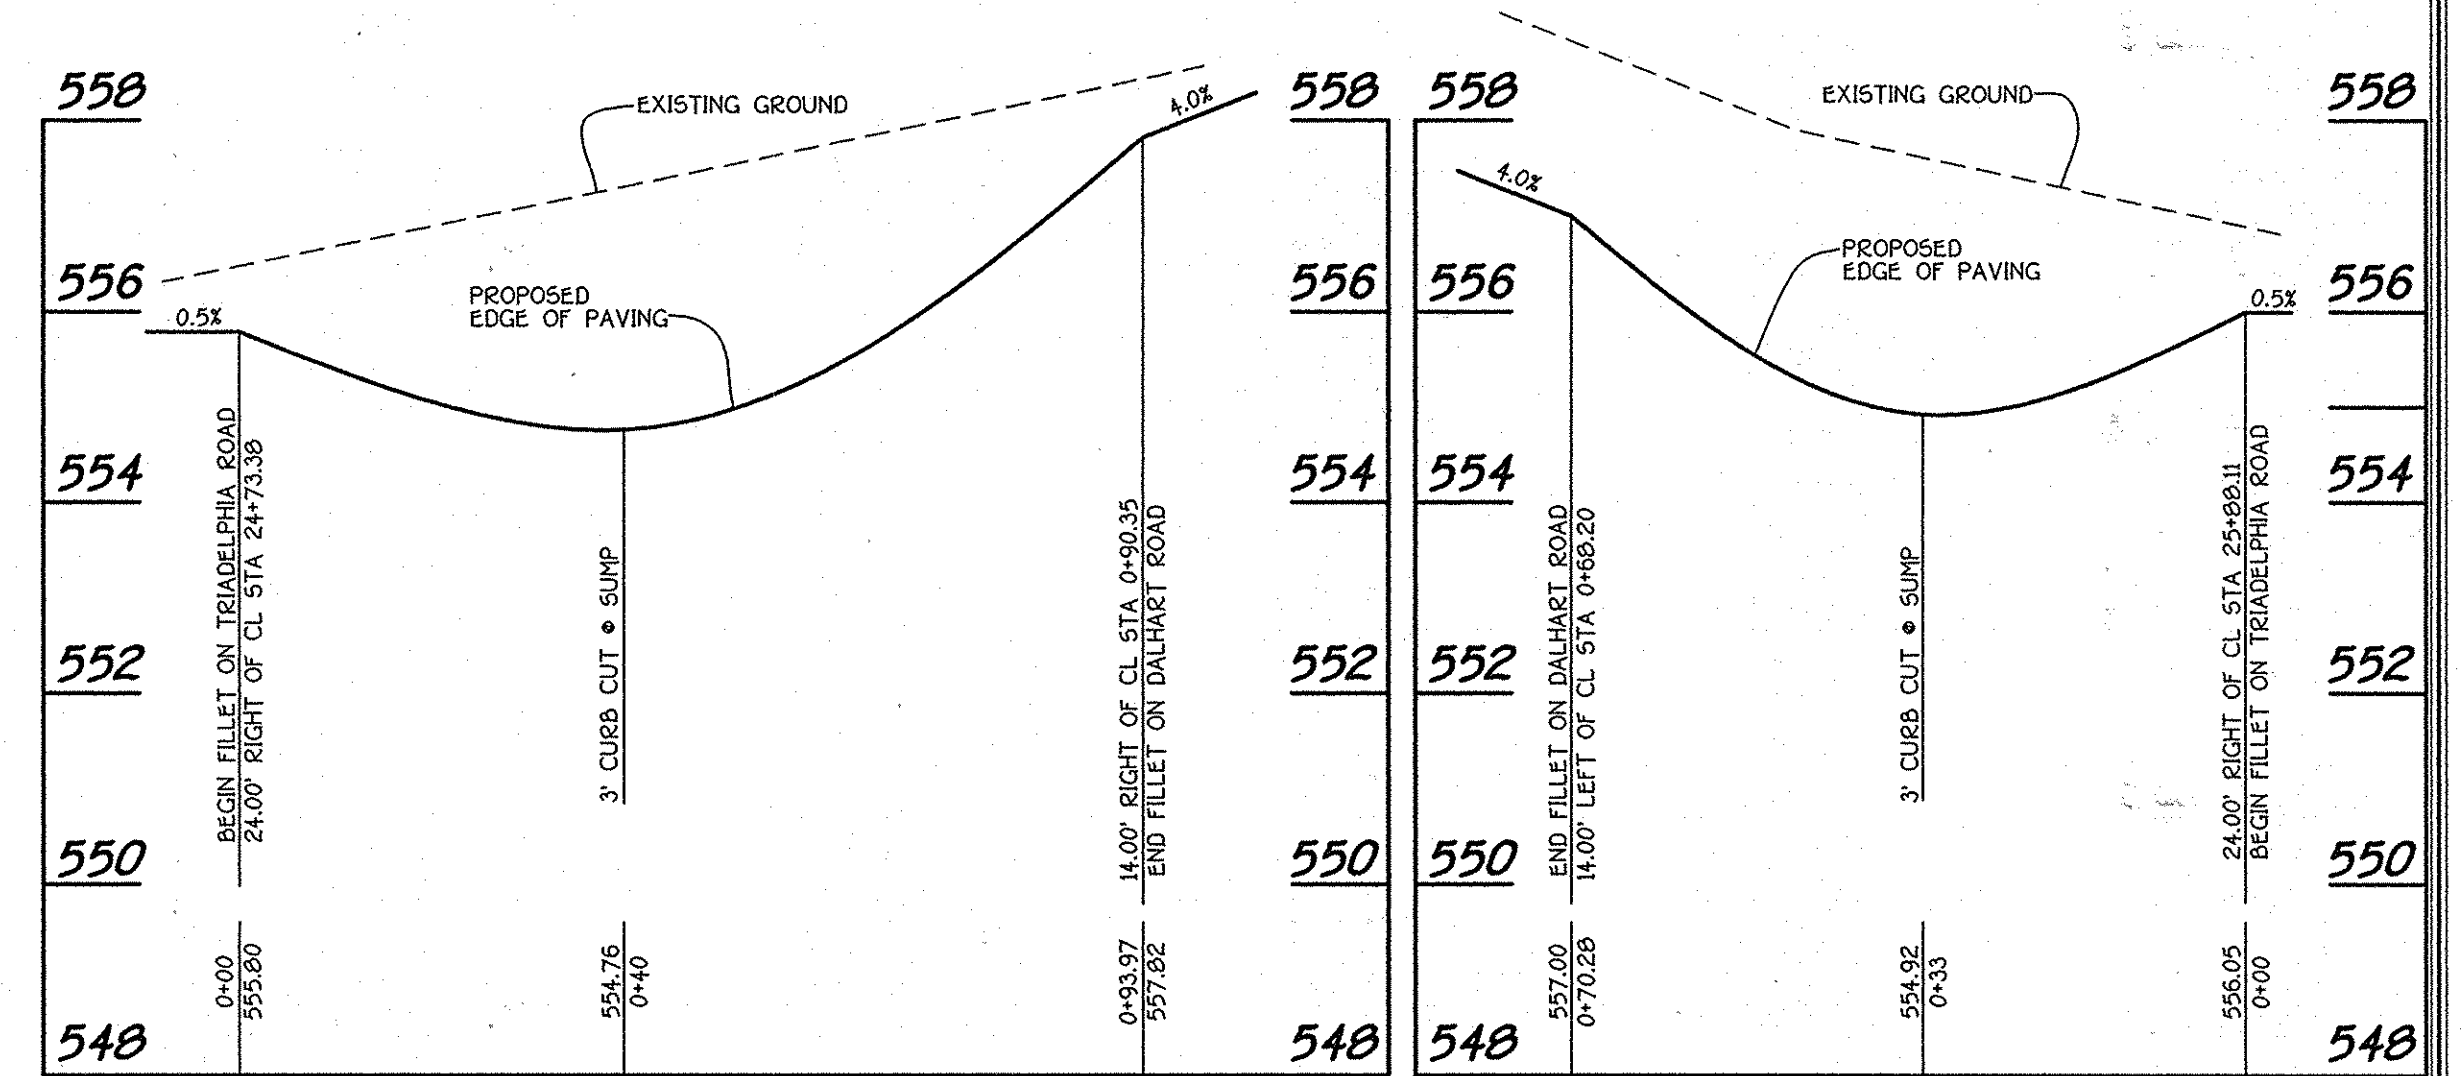 558
556
554
552
550
548
EXISTING GROUND
4.0%
0.5%
PROPOSED
EDGE OF PAVING
BEGIN FILLET ON TRIADELPHIA ROAD
24.00' RIGHT OF CL STA 24+73.38
3' CURB CUT @ SUMP
14.00' RIGHT OF CL STA 0+90.35
END FILLET ON DALHART ROAD
0+00
555.80
554.76
0+40
0+93.97
557.82
558
556
554
552
550
548
558
556
554
552
550
548
EXISTING GROUND
4.0%
PROPOSED
EDGE OF PAVING
0.5%
END FILLET ON DALHART ROAD
14.00' LEFT OF CL STA 0+68.20
3' CURB CUT @ SUMP
24.00' RIGHT OF CL STA 25+88.11
BEGIN FILLET ON TRIADELPHIA ROAD
557.00
0+70.28
554.92
0+33
556.05
0+00
558
556
554
552
550
548